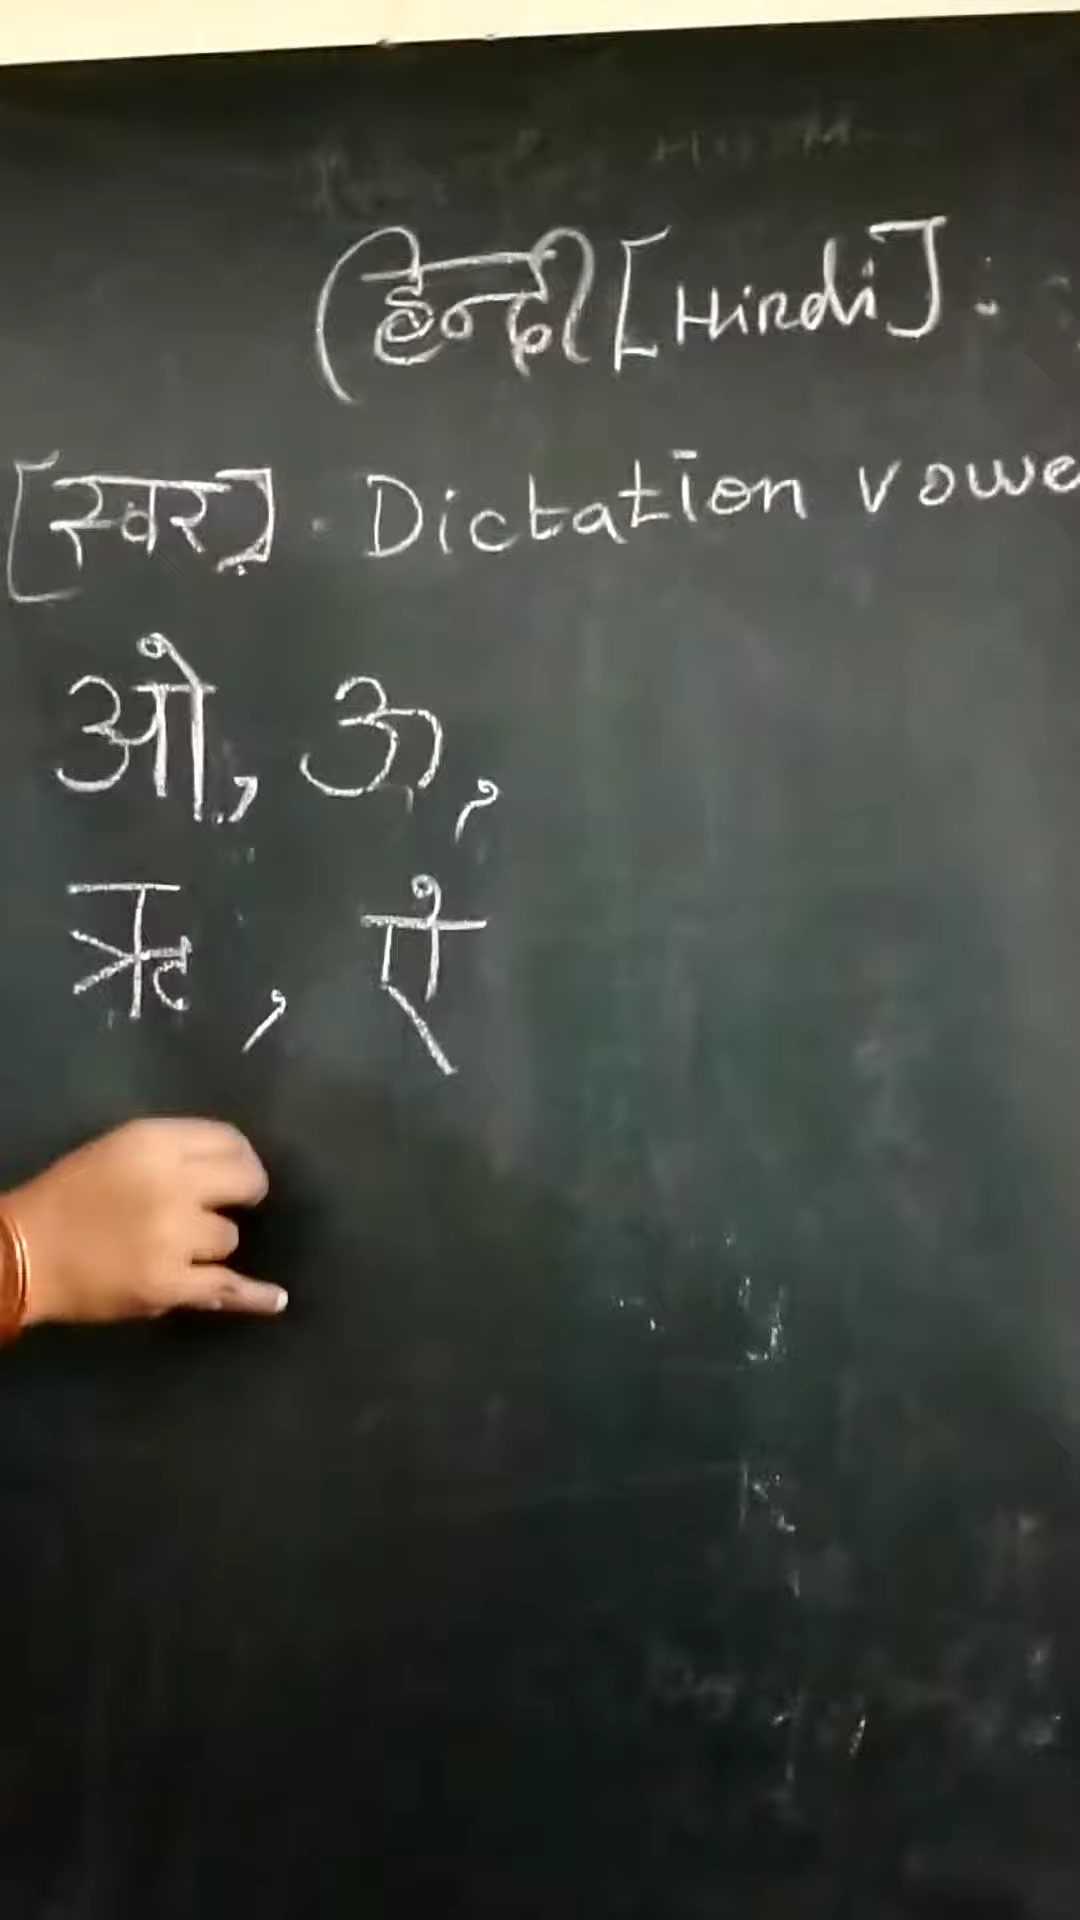 हिन्दी [Hindi].
[स्वर]. Dictation vowe
ओ, ऊ,
ऋ, ऐ